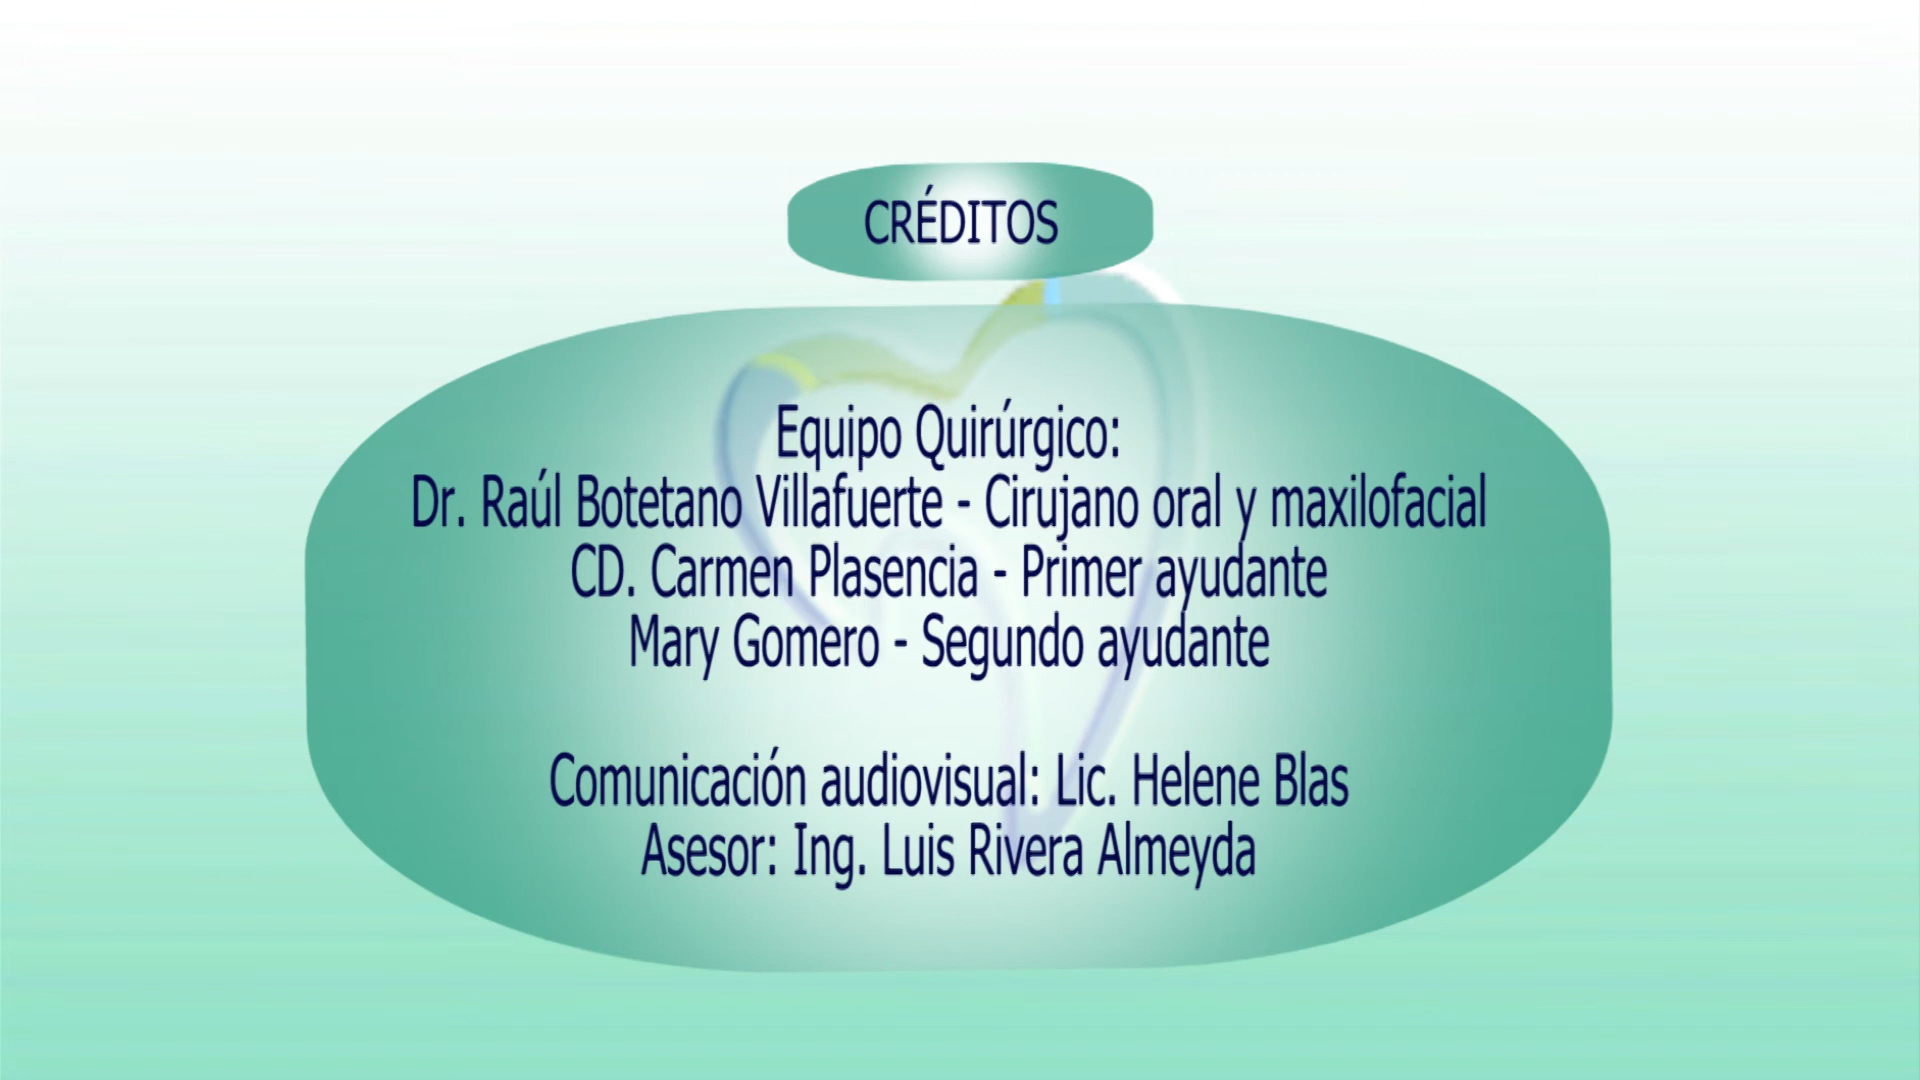 CRÉDITOS
Equipo Quirúrgico:
Dr. Raúl Botetano Villafuerte - Cirujano oral y maxilofacial
CD. Carmen Plasencia - Primer ayudante
Mary Gomero - Segundo ayudante
Comunicación audiovisual: Lic. Helene Blas
Asesor: Ing. Luis Rivera Almeyda